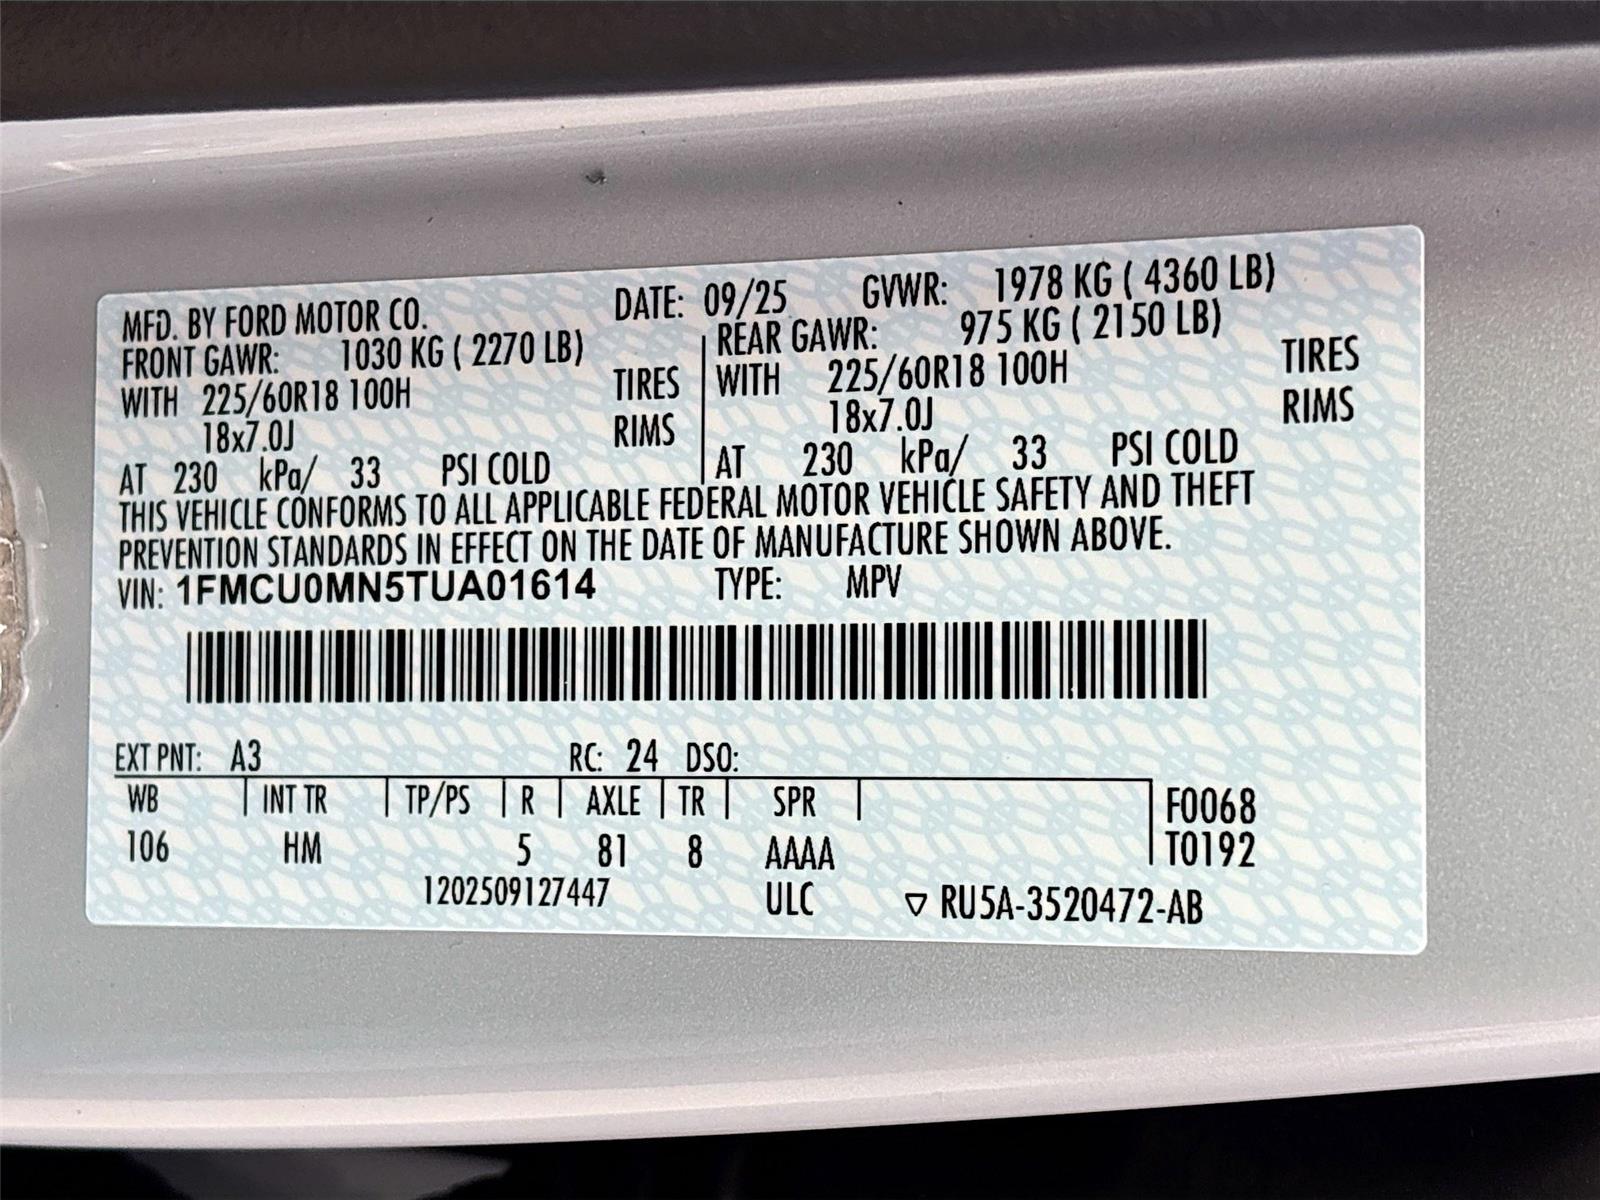 MFD. BY FORD MOTOR CO. DATE: 09/25 GVWR: 1978 KG ( 4360 LB)
FRONT GAWR: 1030 KG ( 2270 LB) REAR GAWR: 975 KG ( 2150 LB)
WITH 225/60R18 100H TIRES WITH 225/60R18 100H TIRES
18x7.0J RIMS 18x7.0J RIMS
AT 230 kPa/ 33 PSI COLD AT 230 kPa/ 33 PSI COLD
THIS VEHICLE CONFORMS TO ALL APPLICABLE FEDERAL MOTOR VEHICLE SAFETY AND THEFT
PREVENTION STANDARDS IN EFFECT ON THE DATE OF MANUFACTURE SHOWN ABOVE.
VIN: 1FMCU0MN5TUA01614 TYPE: MPV
EXT PNT: A3 RC: 24 DSO:
WB INT TR TP/PS R AXLE TR SPR F0068
106 HM 5 81 8 AAAA T0192
1202509127447 ULC ▽ RU5A-3520472-AB